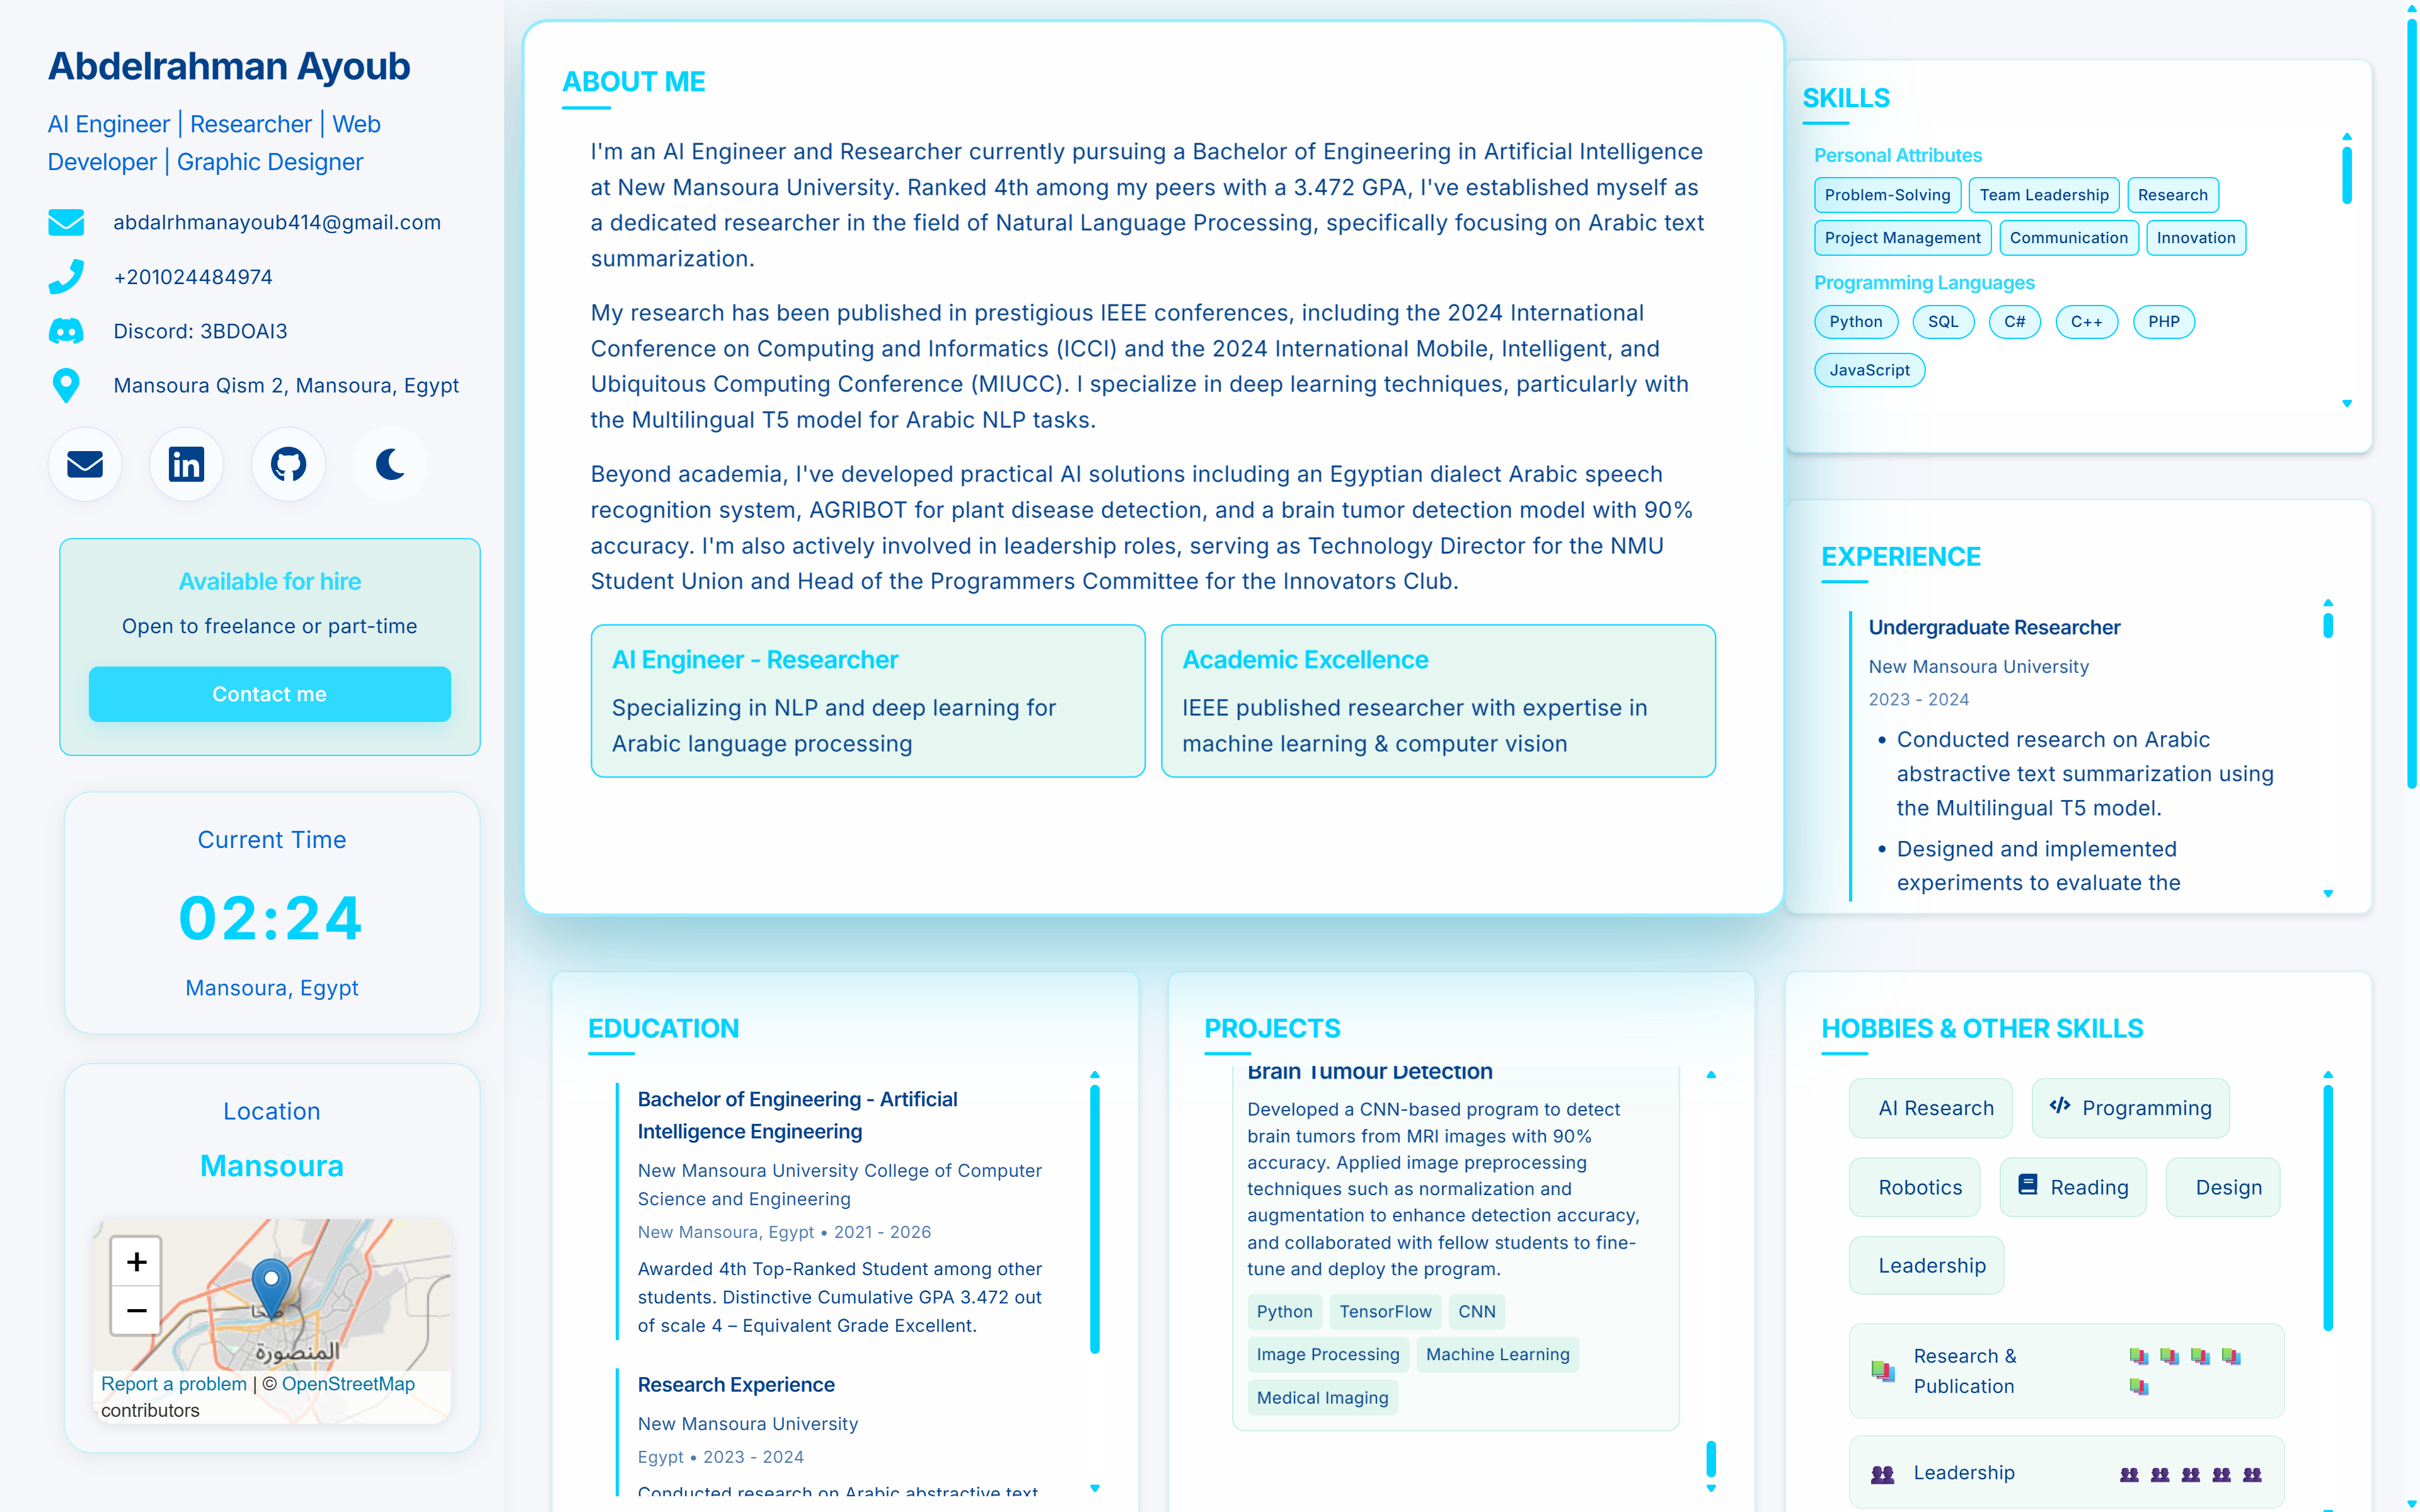 Abdelrahman Ayoub
AI Engineer | Researcher | Web
Developer | Graphic Designer
abdalrhmanayoub414@gmail.com
+201024484974
Discord: 3BDOAI3
Mansoura Qism 2, Mansoura, Egypt
Available for hire
Open to freelance or part-time
Contact me
Current Time
02:24
Mansoura, Egypt
Location
Mansoura
+
−
المنصورة
Report a problem | © OpenStreetMap
contributors
ABOUT ME
I'm an AI Engineer and Researcher currently pursuing a Bachelor of Engineering in Artificial Intelligence
at New Mansoura University. Ranked 4th among my peers with a 3.472 GPA, I've established myself as
a dedicated researcher in the field of Natural Language Processing, specifically focusing on Arabic text
summarization.
My research has been published in prestigious IEEE conferences, including the 2024 International
Conference on Computing and Informatics (ICCI) and the 2024 International Mobile, Intelligent, and
Ubiquitous Computing Conference (MIUCC). I specialize in deep learning techniques, particularly with
the Multilingual T5 model for Arabic NLP tasks.
Beyond academia, I've developed practical AI solutions including an Egyptian dialect Arabic speech
recognition system, AGRIBOT for plant disease detection, and a brain tumor detection model with 90%
accuracy. I'm also actively involved in leadership roles, serving as Technology Director for the NMU
Student Union and Head of the Programmers Committee for the Innovators Club.
AI Engineer - Researcher
Specializing in NLP and deep learning for
Arabic language processing
Academic Excellence
IEEE published researcher with expertise in
machine learning & computer vision
SKILLS
Personal Attributes
Problem-Solving Team Leadership Research
Project Management Communication Innovation
Programming Languages
Python SQL C# C++ PHP
JavaScript
EXPERIENCE
Undergraduate Researcher
New Mansoura University
2023 - 2024
• Conducted research on Arabic
abstractive text summarization using
the Multilingual T5 model.
• Designed and implemented
experiments to evaluate the
EDUCATION
Bachelor of Engineering - Artificial
Intelligence Engineering
New Mansoura University College of Computer
Science and Engineering
New Mansoura, Egypt • 2021 - 2026
Awarded 4th Top-Ranked Student among other
students. Distinctive Cumulative GPA 3.472 out
of scale 4 – Equivalent Grade Excellent.
Research Experience
New Mansoura University
Egypt • 2023 - 2024
Conducted research on Arabic abstractive text
PROJECTS
Brain Tumour Detection
Developed a CNN-based program to detect
brain tumors from MRI images with 90%
accuracy. Applied image preprocessing
techniques such as normalization and
augmentation to enhance detection accuracy,
and collaborated with fellow students to fine-
tune and deploy the program.
Python TensorFlow CNN
Image Processing Machine Learning
Medical Imaging
HOBBIES & OTHER SKILLS
AI Research Programming
Robotics Reading Design
Leadership
Research &
Publication
Leadership